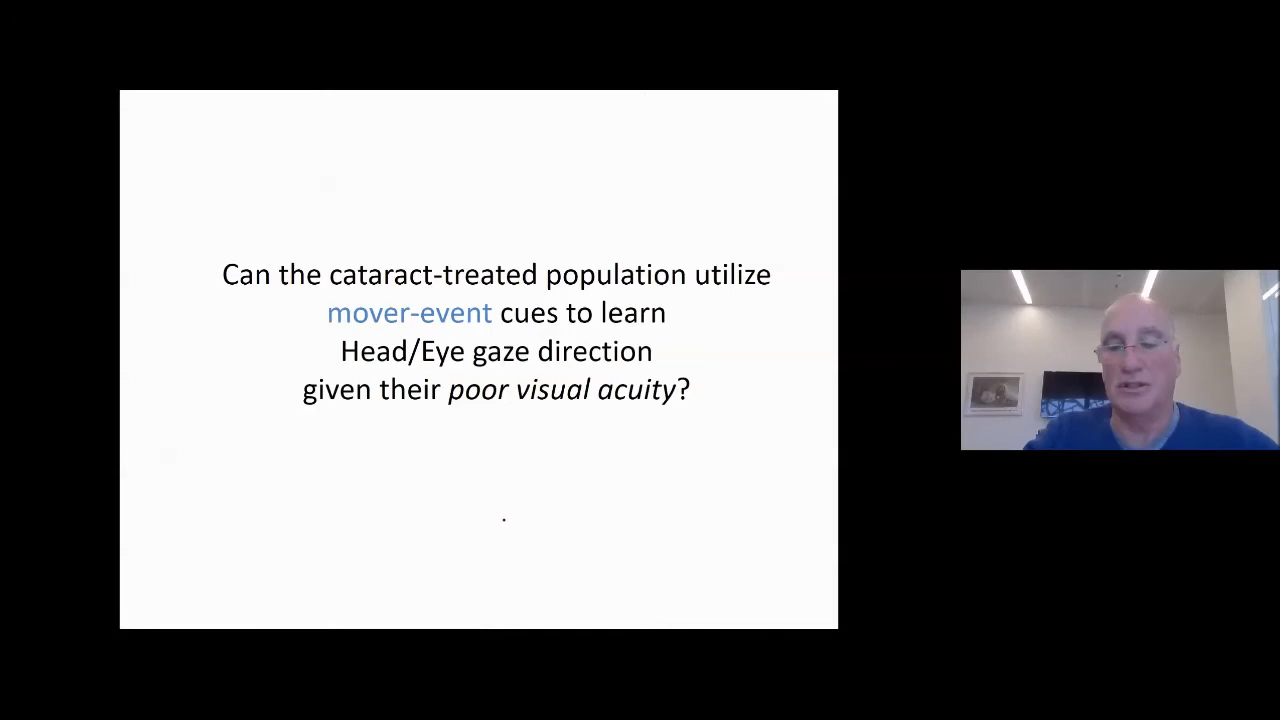 Can the cataract-treated population utilize
mover-event cues to learn
Head/Eye gaze direction
given their poor visual acuity?
.